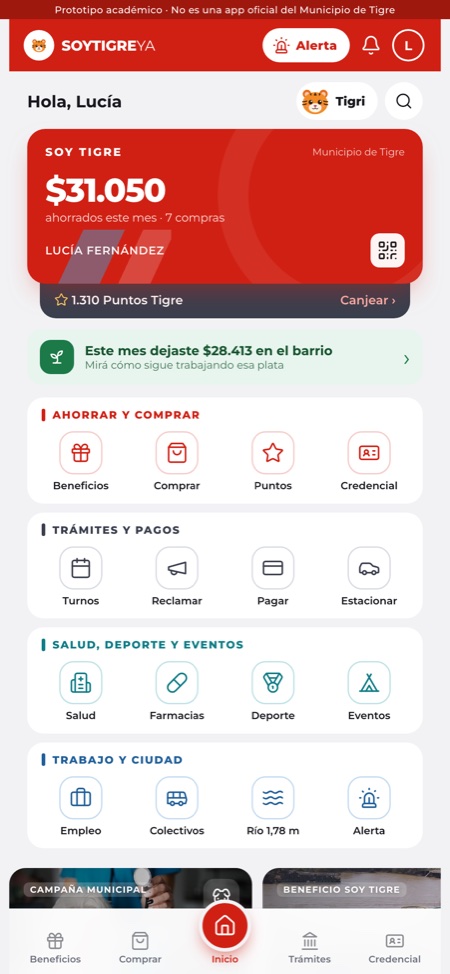 Prototipo académico · No es una app oficial del Municipio de Tigre
SOYTIGREYA
Alerta
L
Hola, Lucía
Tigri
SOY TIGRE
Municipio de Tigre
$31.050
ahorrados este mes · 7 compras
LUCÍA FERNÁNDEZ
1.310 Puntos Tigre
Canjear ›
Este mes dejaste $28.413 en el barrio
Mirá cómo sigue trabajando esa plata
›
AHORRAR Y COMPRAR
Beneficios
Comprar
Puntos
Credencial
TRÁMITES Y PAGOS
Turnos
Reclamar
Pagar
Estacionar
SALUD, DEPORTE Y EVENTOS
Salud
Farmacias
Deporte
Eventos
TRABAJO Y CIUDAD
Empleo
Colectivos
Río 1,78 m
Alerta
CAMPAÑA MUNICIPAL
BENEFICIO SOY TIGRE
Beneficios
Comprar
Inicio
Trámites
Credencial